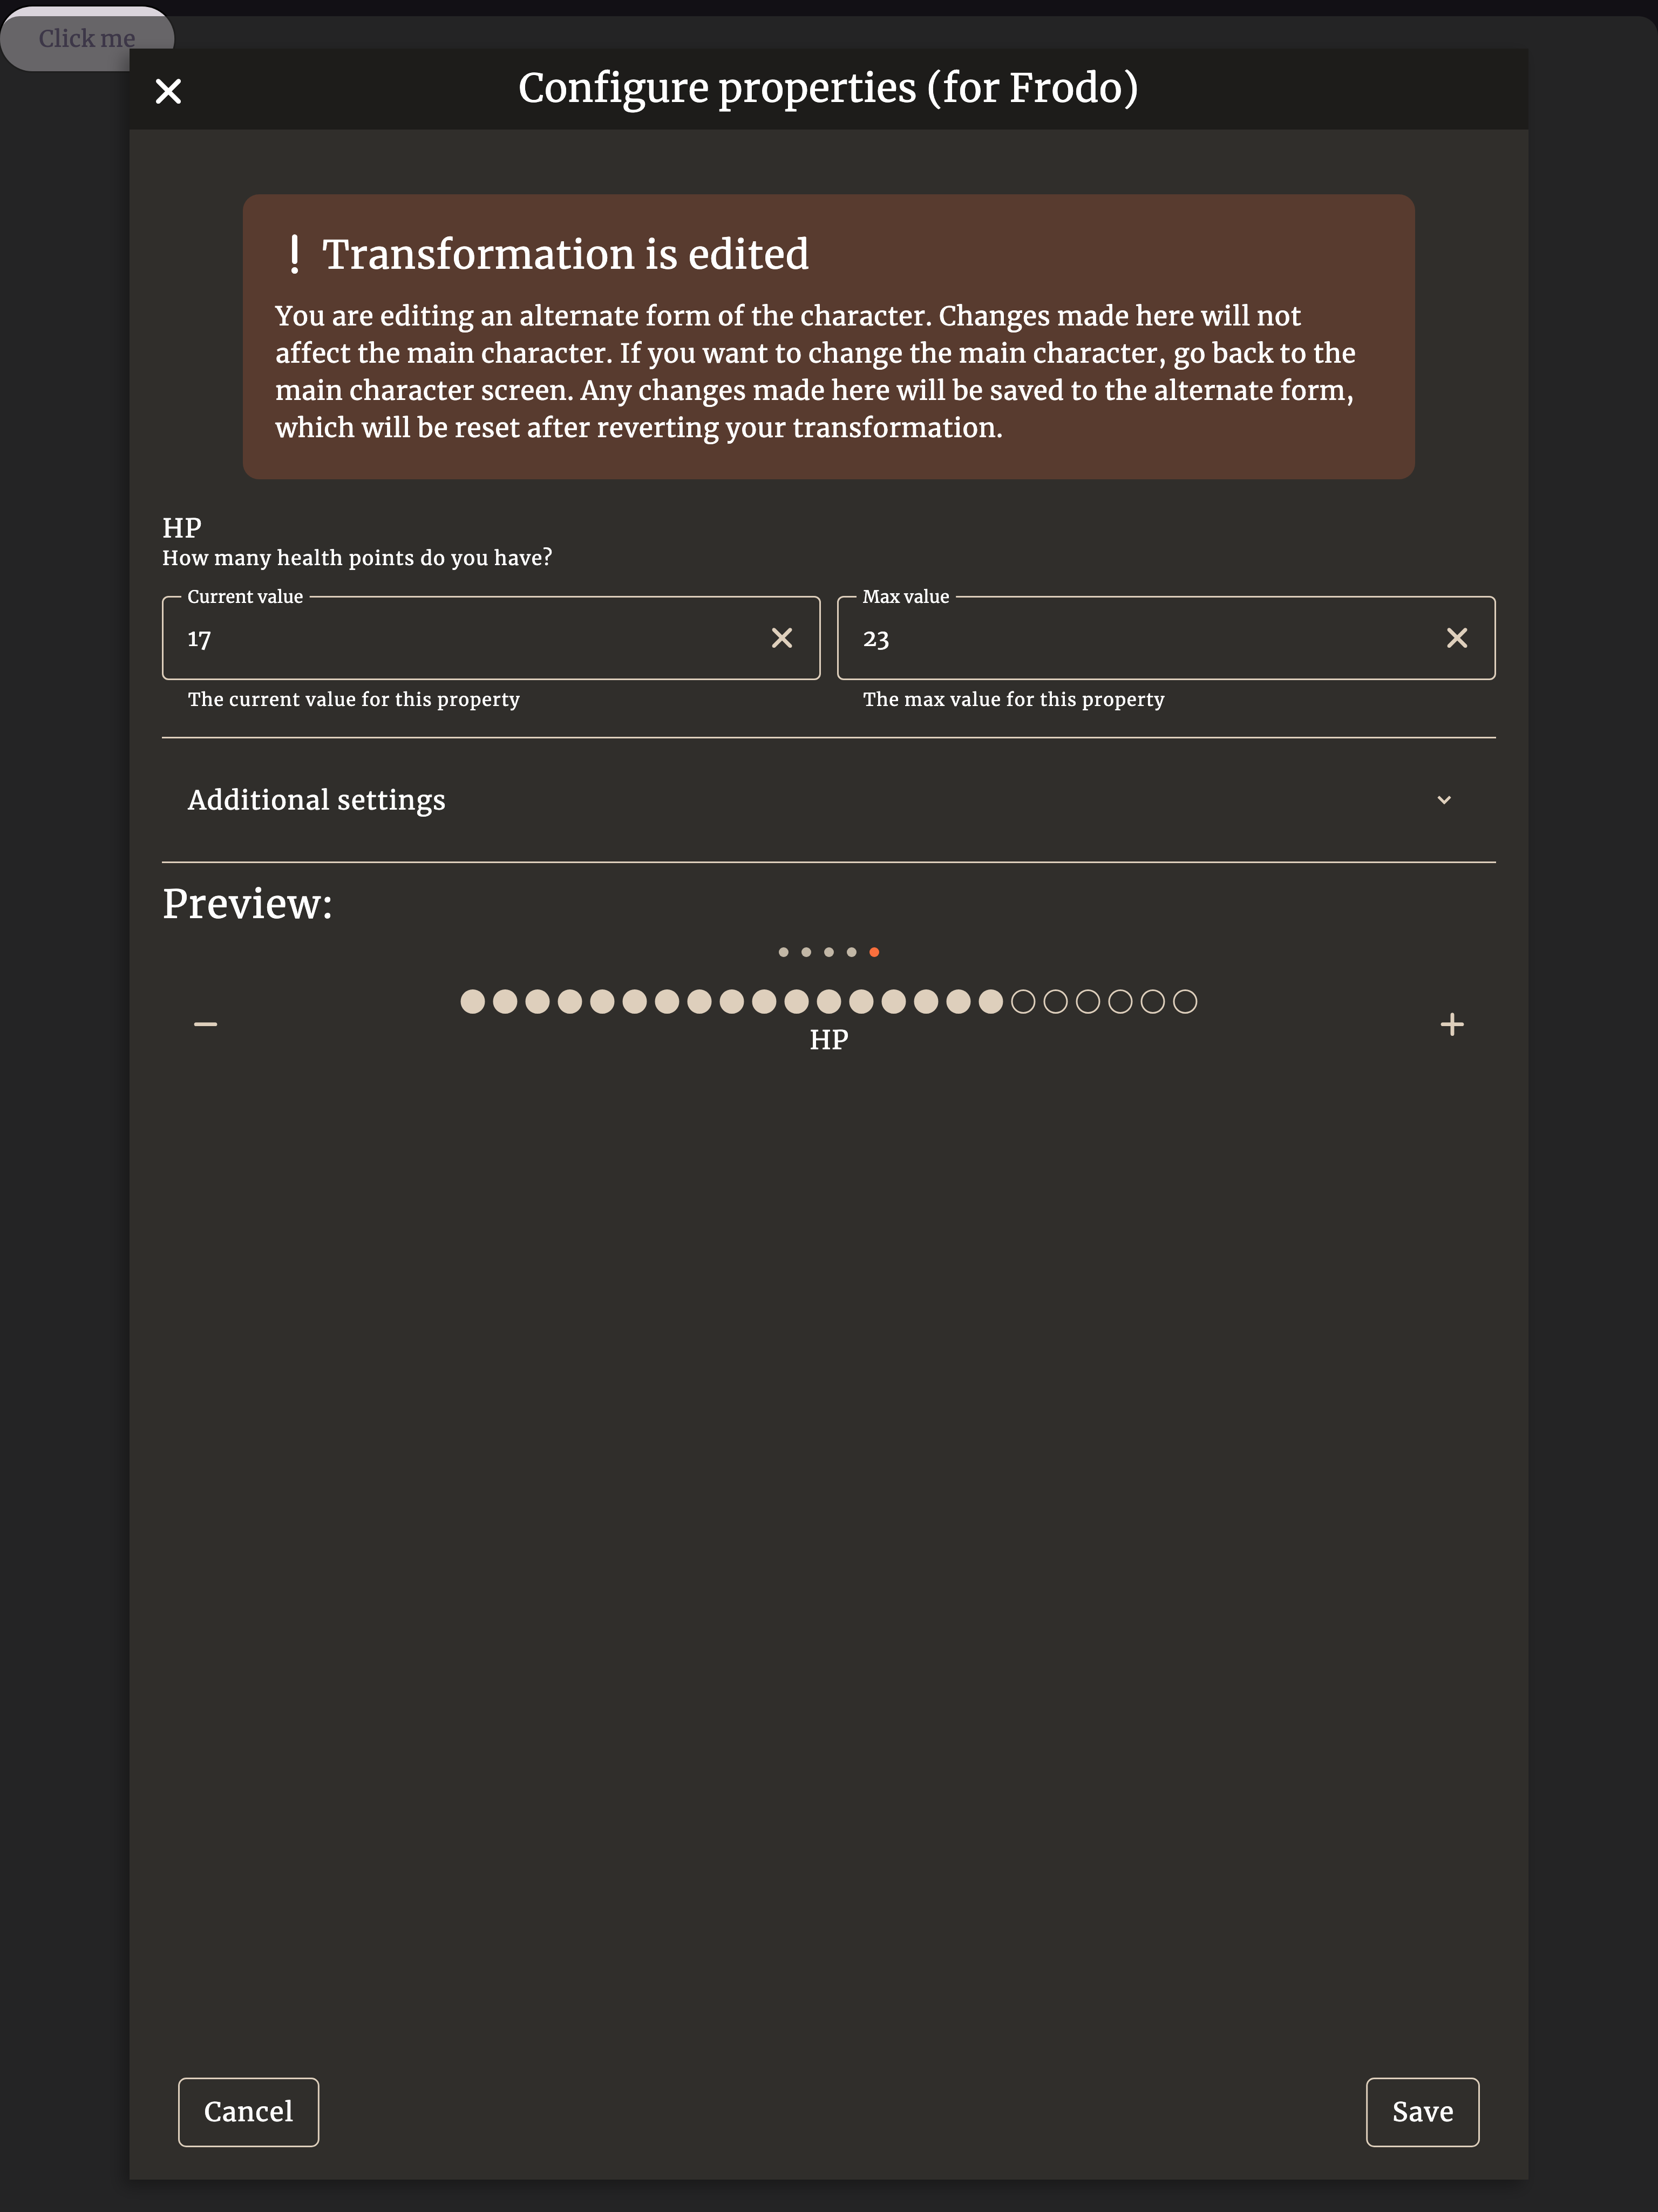 Click me
Configure properties (for Frodo)
! Transformation is edited
You are editing an alternate form of the character. Changes made here will not
affect the main character. If you want to change the main character, go back to the
main character screen. Any changes made here will be saved to the alternate form,
which will be reset after reverting your transformation.
HP
How many health points do you have?
Current value
17
The current value for this property
Max value
23
The max value for this property
Additional settings
Preview:
HP
Cancel
Save